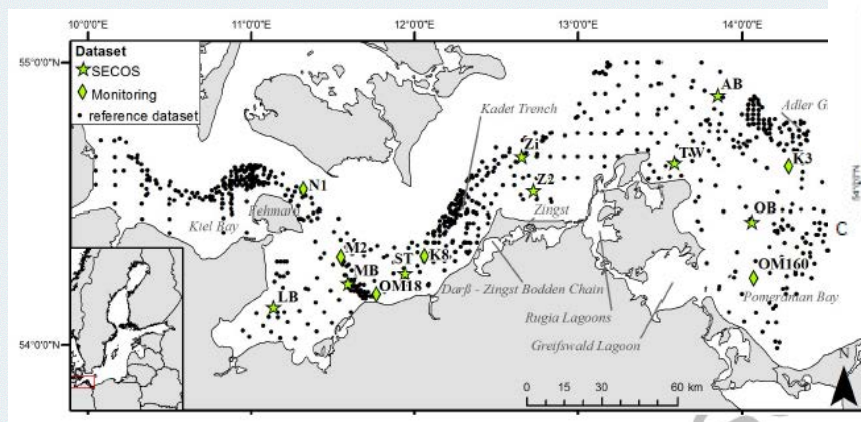 10°0'0"E 11°0'0"E 12°0'0"E 13°0'0"E 14°0'0"E
55°0'0"N
Dataset
SECOS
Monitoring
reference dataset
AB
Adler G
Kadet Trench
Zi
TW
K3
N1
Z2
Fehmarn
Kiel Bay
Zingst
OB
C
M2
ST
K8
MB
OM18
OM160
LB
Darß - Zingst Bodden Chain
Pomeranian Bay
Rugia Lagoons
Greifswald Lagoon
54°0'0"N
N
0 15 30 60 km